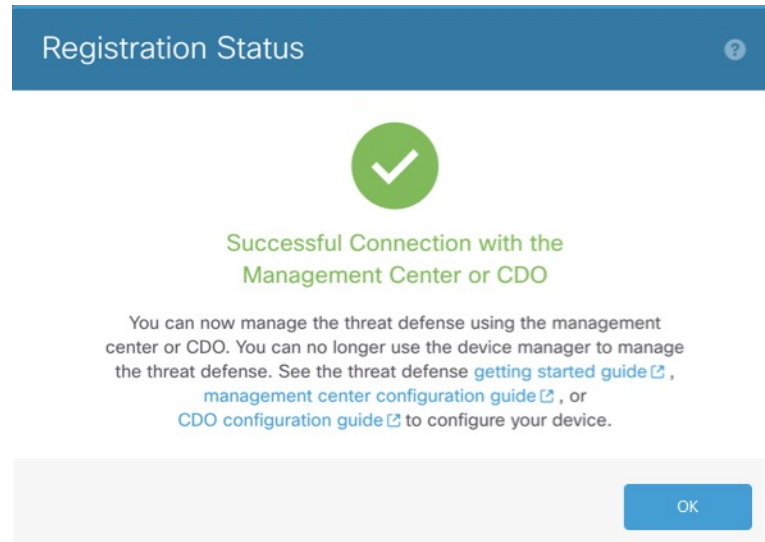 Registration Status
Successful Connection with the
Management Center or CDO
You can now manage the threat defense using the management
center or CDO. You can no longer use the device manager to manage
the threat defense. See the threat defense getting started guide ,
management center configuration guide , or
CDO configuration guide to configure your device.
OK